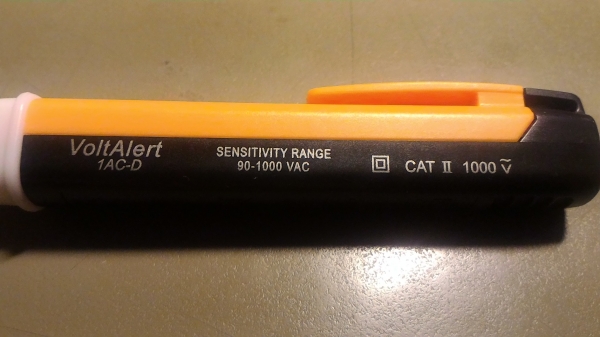 VoltAlert
1AC-D
SENSITIVITY RANGE
90-1000 VAC
CAT II 1000 V